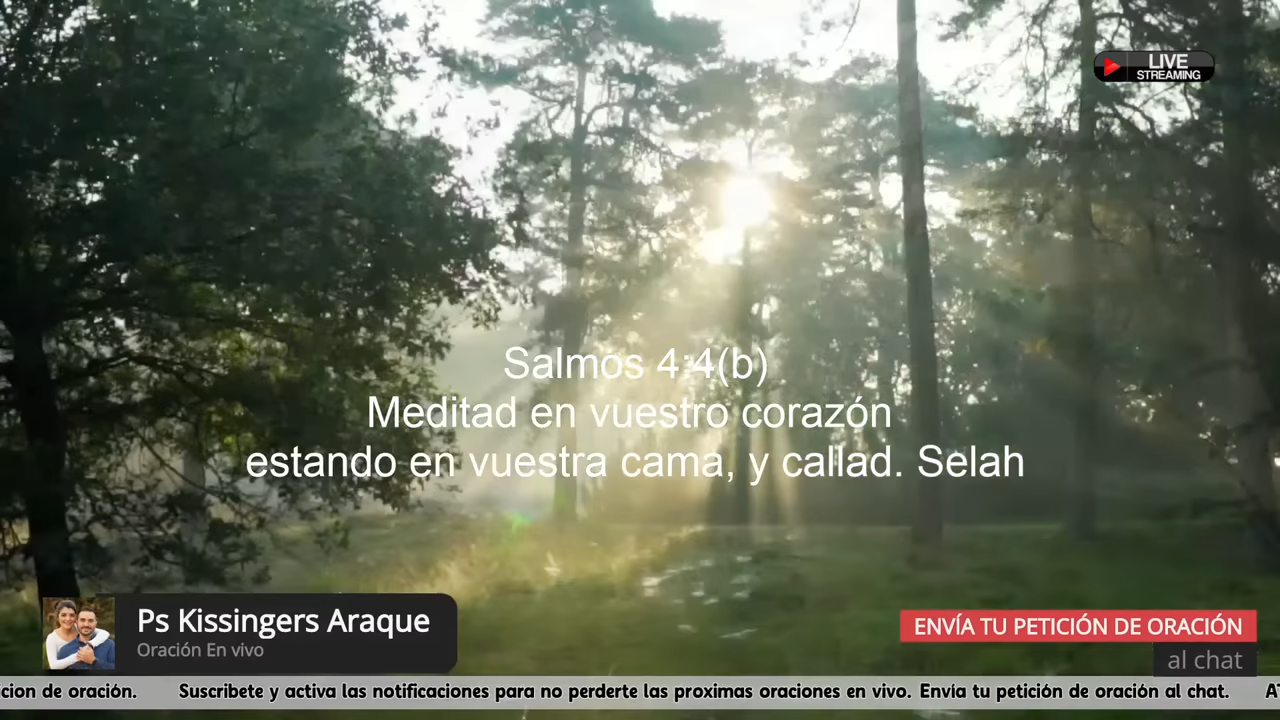 LIVE
STREAMING
Salmos 4:4(b)
Meditad en vuestro corazón
estando en vuestra cama, y callad. Selah
Ps Kissingers Araque
Oración En vivo
ENVÍA TU PETICIÓN DE ORACIÓN
al chat
cion de oración. Suscribete y activa las notificaciones para no perderte las proximas oraciones en vivo. Envía tu petición de oración al chat.